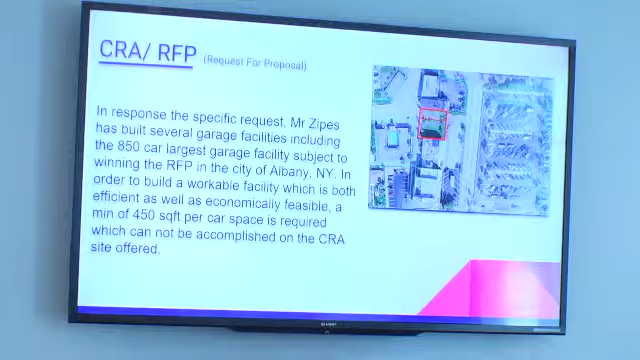 CRA/ RFP (Request For Proposal)
In response the specific request, Mr Zipes
has built several garage facilities including
the 850 car largest garage facility subject to
winning the RFP in the city of Albany, NY. In
order to build a workable facility which is both
efficient as well as economically feasible, a
min of 450 sqft per car space is required
which can not be accomplished on the CRA
site offered.